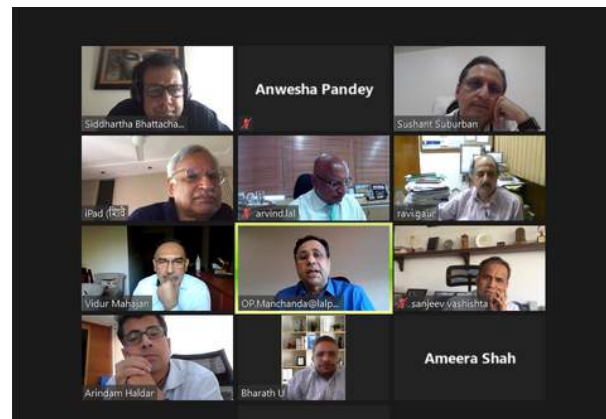 Siddhartha Bhattacha...
Anwesha Pandey
Sushant Suburban
iPad
arvind.lal
ravi.gaur
Vidur Mahajan
OP.Manchanda@lalp...
sanjeev vashishta
Arindam Haldar
Bharath U
Ameera Shah